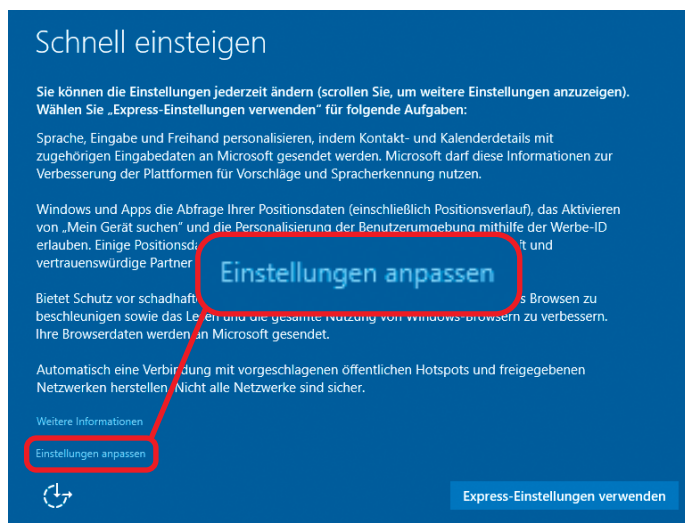 Schnell einsteigen
Sie können die Einstellungen jederzeit ändern (scrollen Sie, um weitere Einstellungen anzuzeigen).
Wählen Sie „Express-Einstellungen verwenden“ für folgende Aufgaben:
Sprache, Eingabe und Freihand personalisieren, indem Kontakt- und Kalenderdetails mit
zugehörigen Eingabedaten an Microsoft gesendet werden. Microsoft darf diese Informationen zur
Verbesserung der Plattformen für Vorschläge und Spracherkennung nutzen.
Windows und Apps die Abfrage Ihrer Positionsdaten (einschließlich Positionsverlauf), das Aktivieren
von „Mein Gerät suchen“ und die Personalisierung der Benutzerumgebung mithilfe der Werbe-ID
erlauben. Einige und
vertrauenswürdige Partner
Einstellungen anpassen
Bietet Schutz vor Browsen zu
beschleunigen sowie das Lesen und die gesamte Nutzung von Windows-Browsern zu verbessern.
Ihre Browserdaten werden an Microsoft gesendet.
Automatisch eine Verbindung mit vorgeschlagenen öffentlichen Hotspots und freigegebenen
Netzwerken herstellen. Nicht alle Netzwerke sind sicher.
Weitere Informationen
Einstellungen anpassen
Express-Einstellungen verwenden